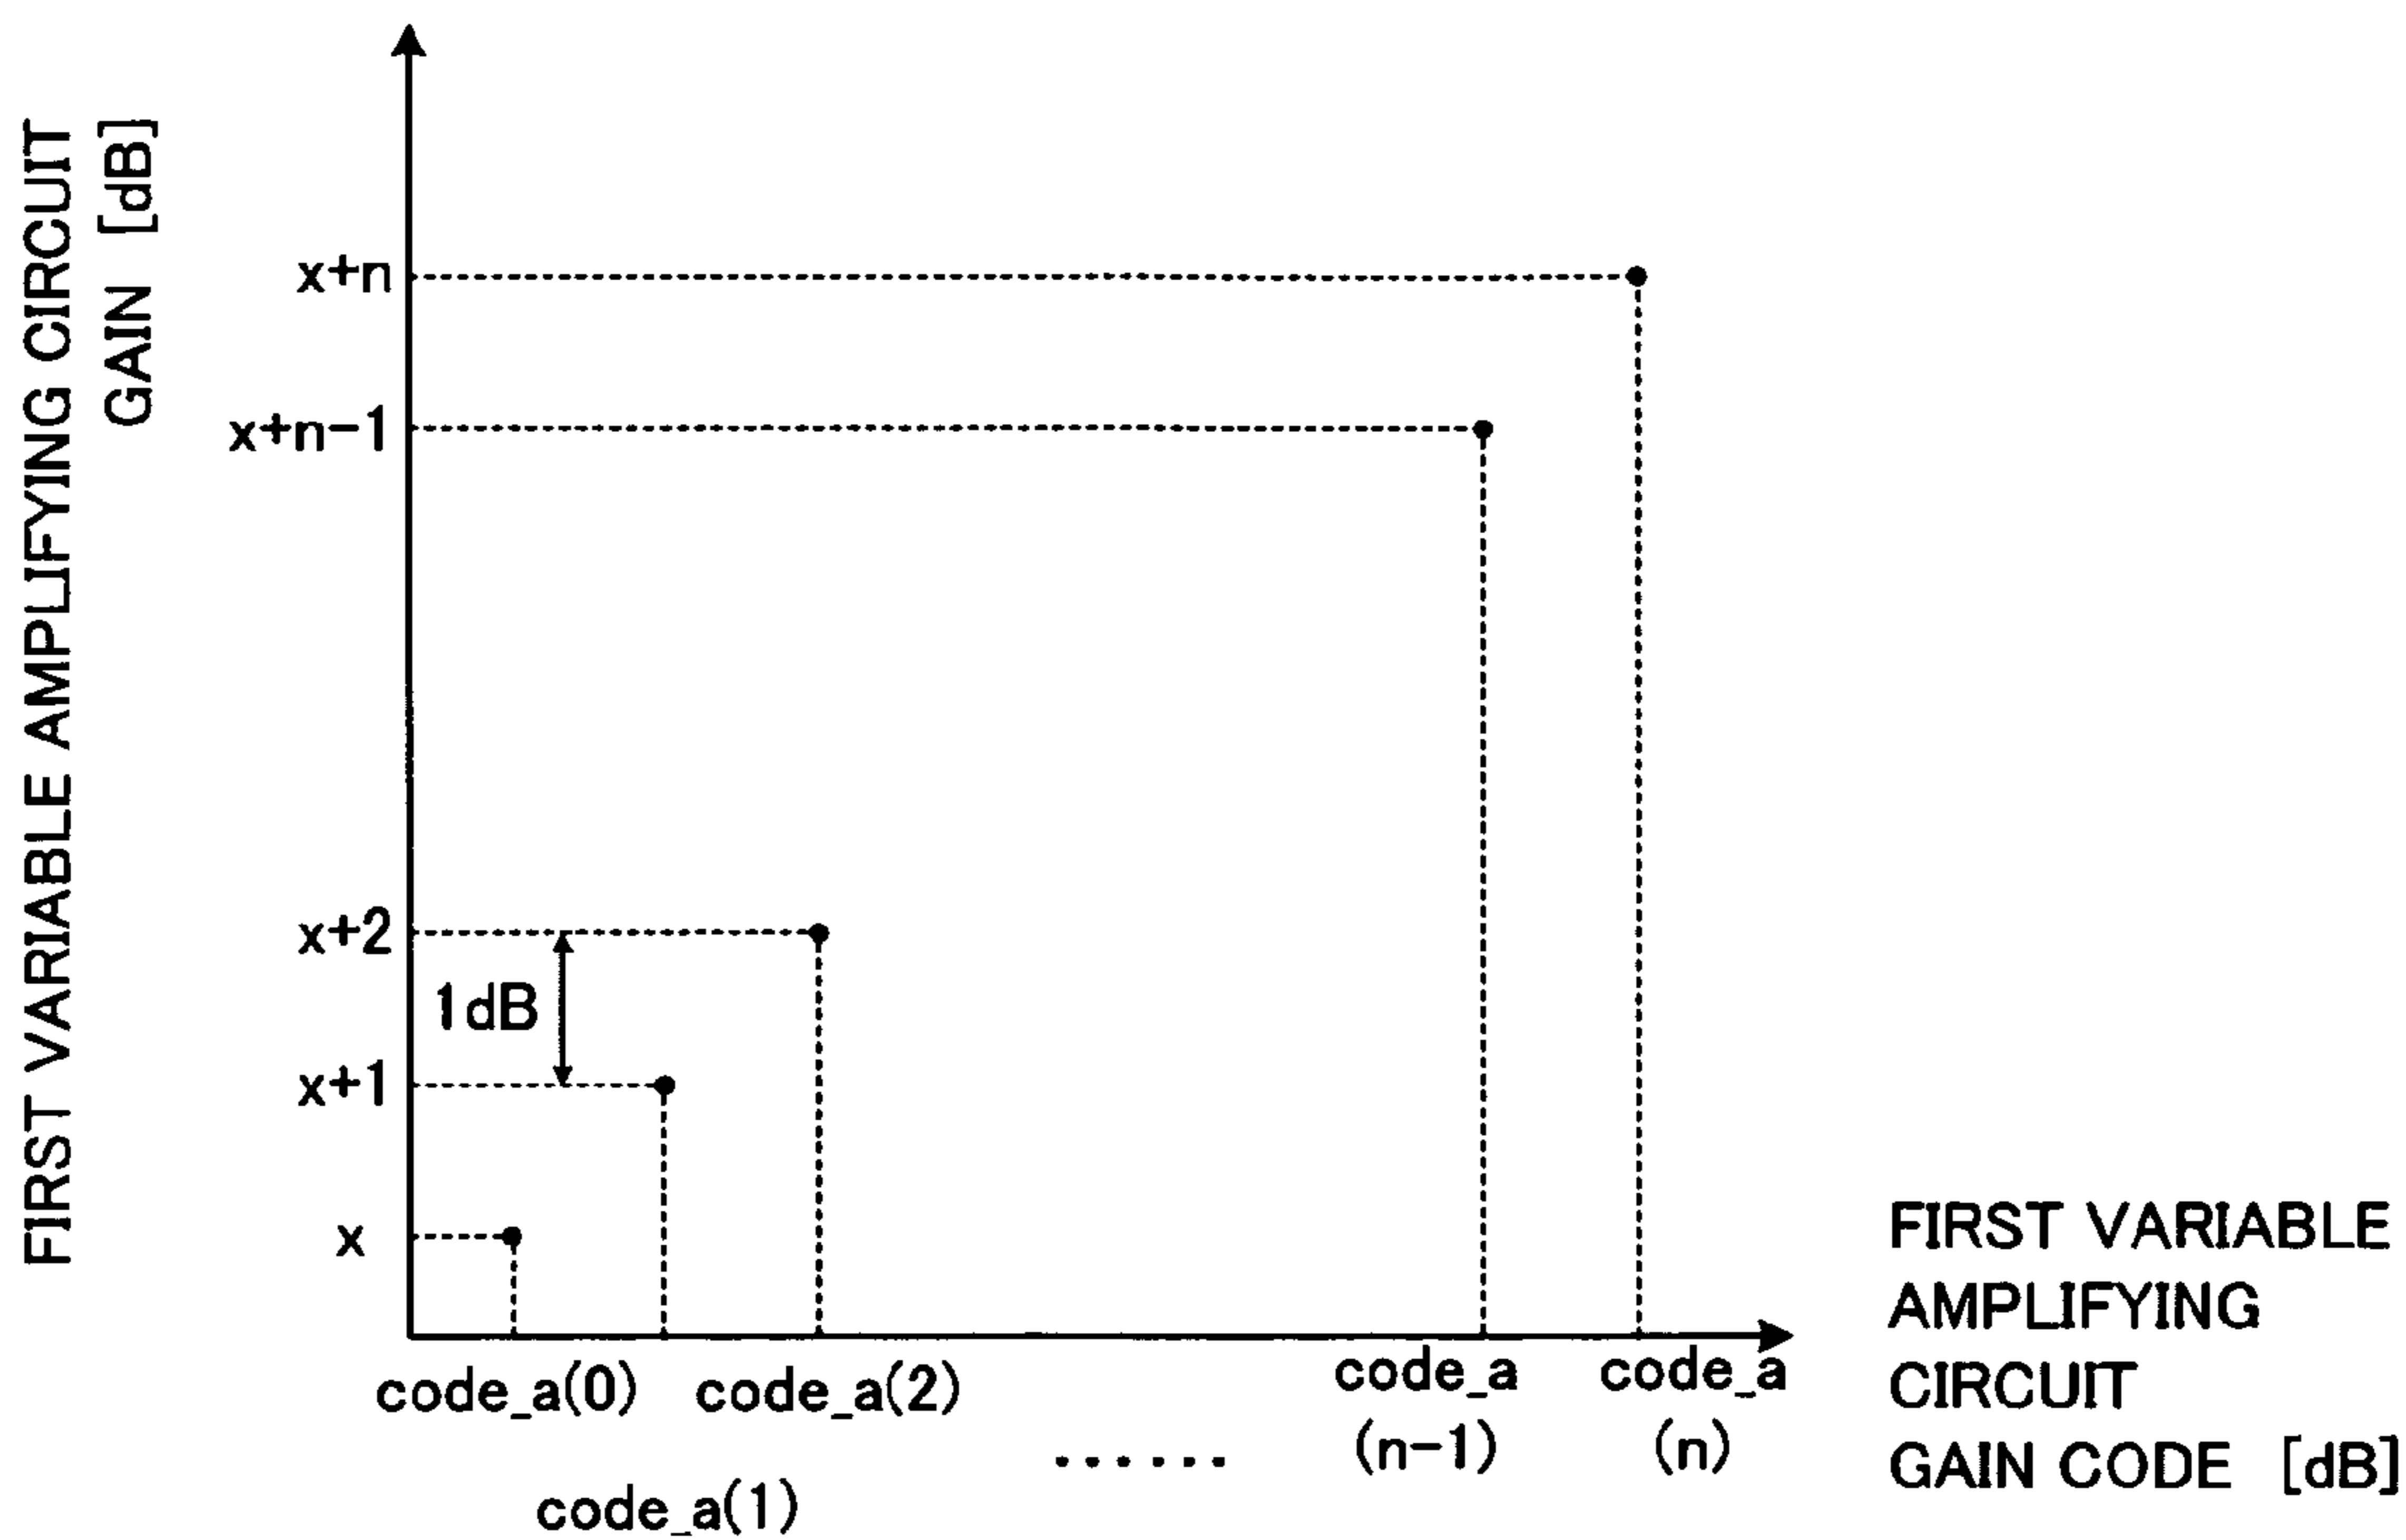 FIRST VARIABLE AMPLIFYING CIRCUIT
GAIN [dB]
x+n
x+n-1
x+2
1dB
x+1
x
code_a(0)
code_a(2)
code_a
(n-1)
code_a
(n)
code_a(1)
......
FIRST VARIABLE
AMPLIFYING
CIRCUIT
GAIN CODE [dB]